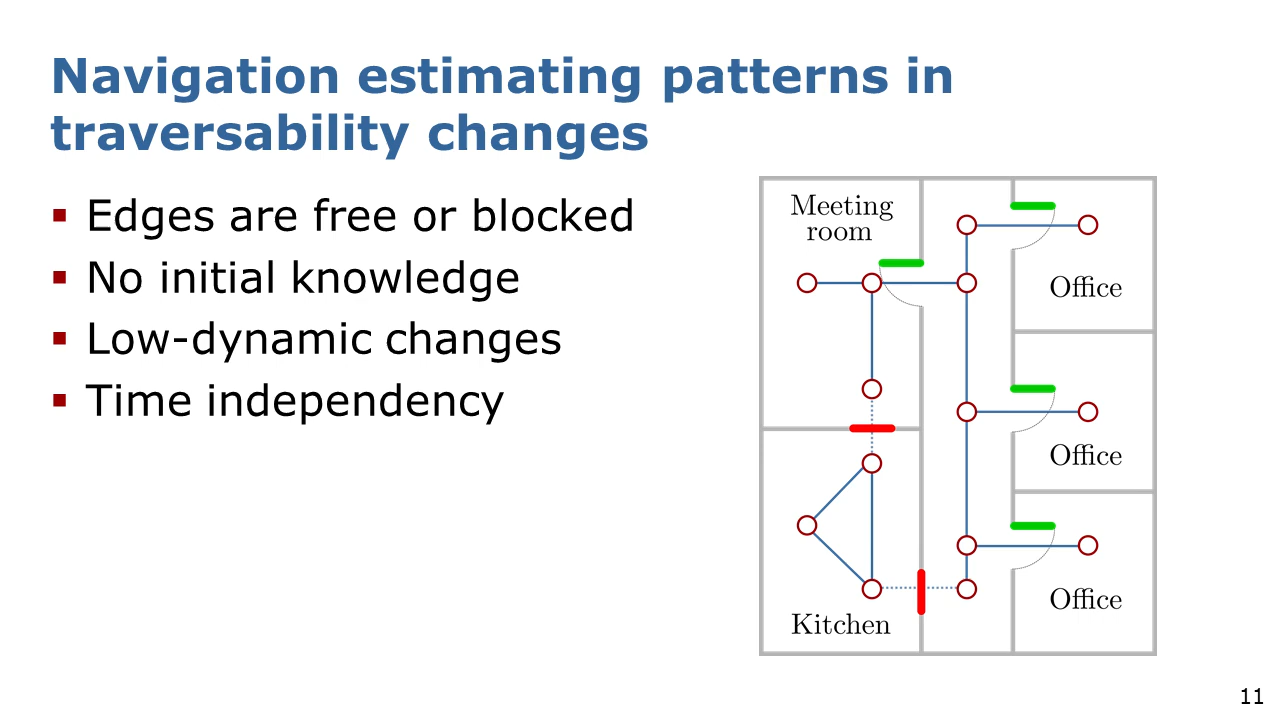 Navigation estimating patterns in
traversability changes
Edges are free or blocked
No initial knowledge
Low-dynamic changes
Time independency
Meeting
room
Office
Office
Office
Kitchen
11